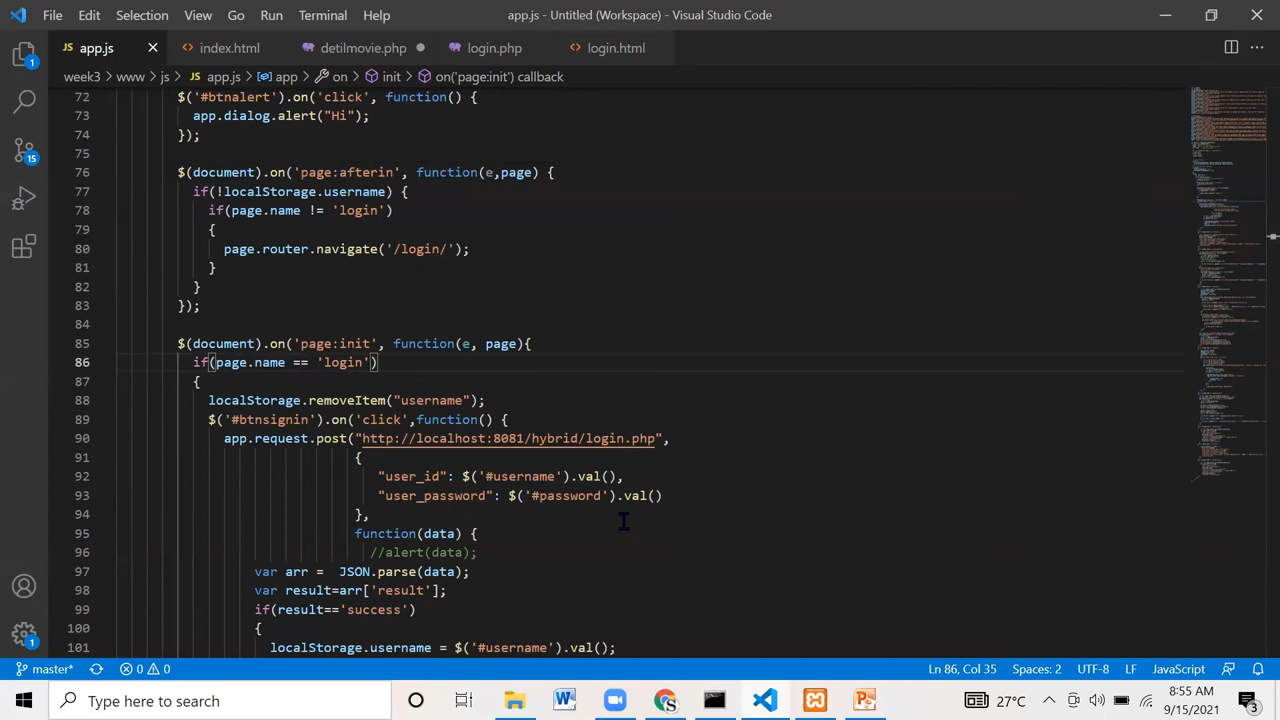 File Edit Selection View Go Run Terminal Help app.js - Untitled (Workspace) - Visual Studio Code
JS app.js index.html detilmovie.php login.php login.html
week3 > www > js > JS app.js > app > on > init > on('page:init') callback
72 $('#btnalert').on('click', function() {
73 app.dialog.alert('Hi');
74 });
75
76 $(document).on('page:afterin', function(e,page) {
77 if(!localStorage.username) {
78 if(page.name != 'login')
79 {
80 page.router.navigate('/login/');
81 }
82 }
83 });
84
85 $(document).on('page:init', function(e, page){
86 if(page.name == 'login')
87 {
88 localStorage.removeItem("username");
89 $('#btnsignin').on('click',function()
90 app.request.post("http://localhost:8080/hybrid/login.php",
91 {
92 "user_id": $('#username').val(),
93 "user_password": $('#password').val()
94 },
95 function(data) {
96 //alert(data);
97 var arr = JSON.parse(data);
98 var result=arr['result'];
99 if(result=='success')
100 {
101 localStorage.username = $('#username').val();
1
15
1
master* 0 0 Ln 86, Col 35 Spaces: 2 UTF-8 LF JavaScript
Type here to search 27°C 8:55 AM
9/15/2021 3